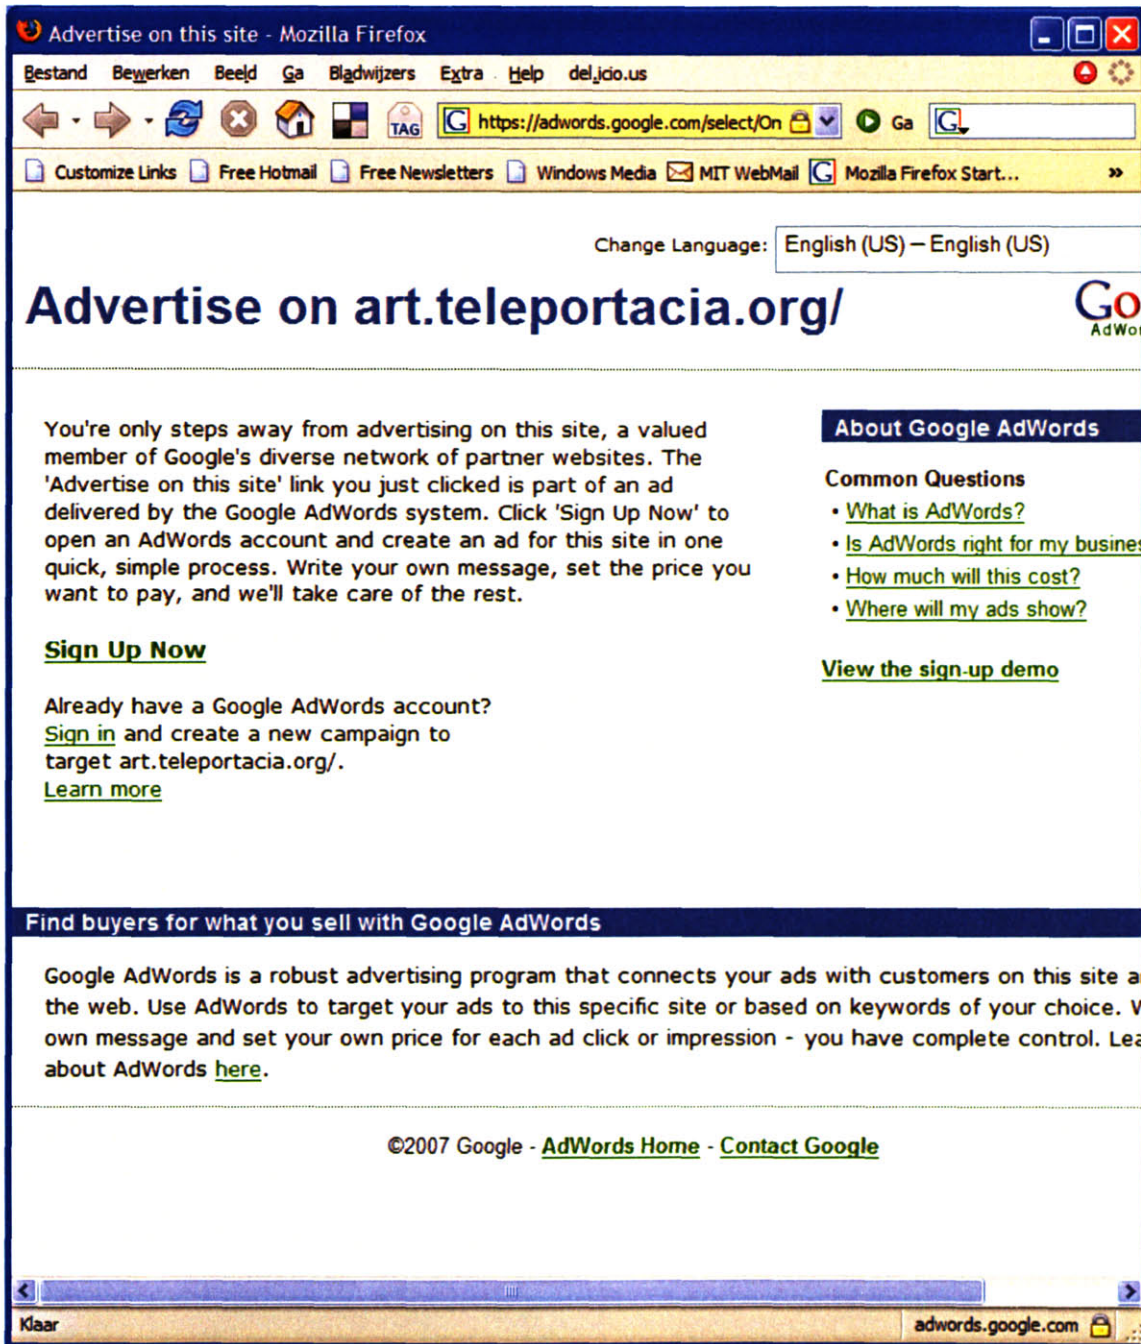 Advertise on this site - Mozilla Firefox
Bestand Bewerken Beeld Ga Bladwijzers Extra Help del.icio.us
TAG https://adwords.google.com/select/On Ga
Customize Links Free Hotmail Free Newsletters Windows Media MIT WebMail Mozilla Firefox Start... »
Change Language: English (US) – English (US)
Advertise on art.teleportacia.org/
Go
AdWor
You're only steps away from advertising on this site, a valued
member of Google's diverse network of partner websites. The
'Advertise on this site' link you just clicked is part of an ad
delivered by the Google AdWords system. Click 'Sign Up Now' to
open an AdWords account and create an ad for this site in one
quick, simple process. Write your own message, set the price you
want to pay, and we'll take care of the rest.
Sign Up Now
Already have a Google AdWords account?
Sign in and create a new campaign to
target art.teleportacia.org/.
Learn more
About Google AdWords
Common Questions
• What is AdWords?
• Is AdWords right for my busines
• How much will this cost?
• Where will my ads show?
View the sign-up demo
Find buyers for what you sell with Google AdWords
Google AdWords is a robust advertising program that connects your ads with customers on this site a
the web. Use AdWords to target your ads to this specific site or based on keywords of your choice. W
own message and set your own price for each ad click or impression - you have complete control. Lea
about AdWords here.
©2007 Google - AdWords Home - Contact Google
Klaar adwords.google.com